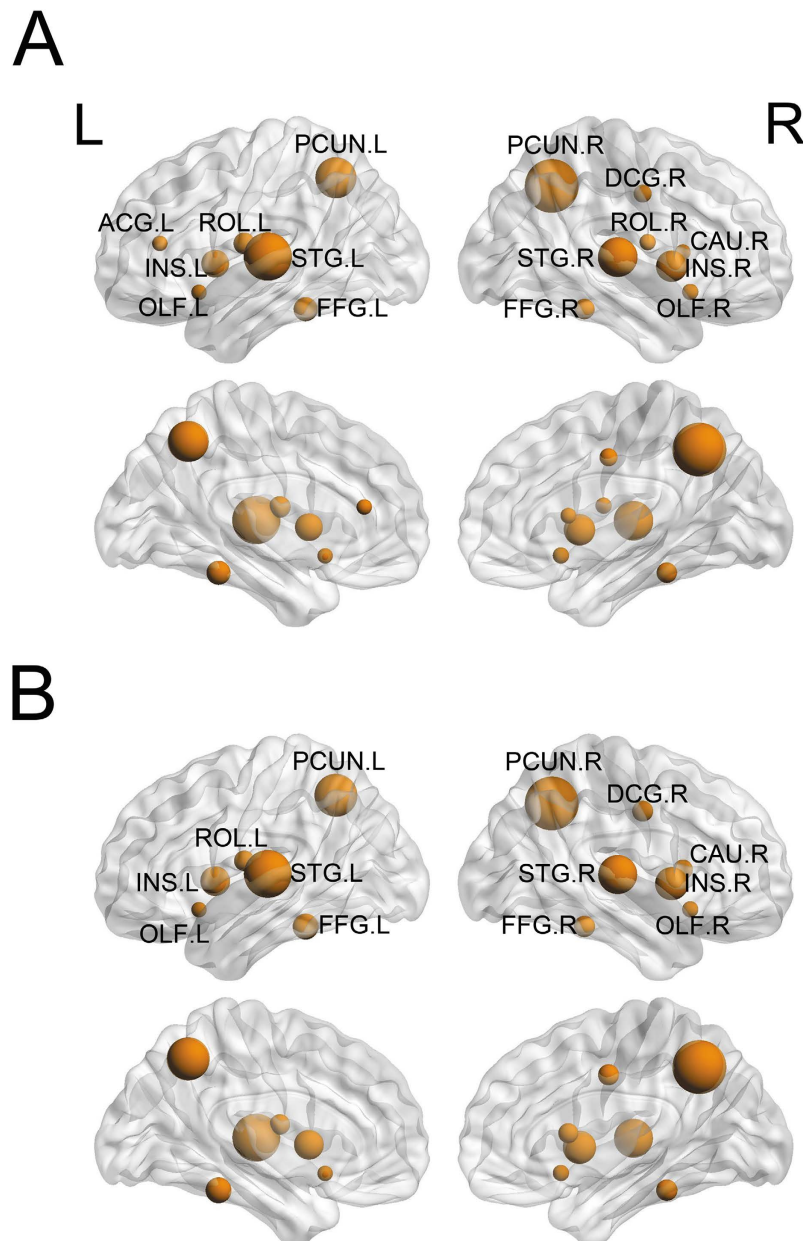 A
L
R
PCUN.L
PCUN.R
DCG.R
ACG.L
ROL.L
ROL.R
CAU.R
INS.L
STG.L
STG.R
INS.R
OLF.L
FFG.L
FFG.R
OLF.R
B
PCUN.L
PCUN.R
DCG.R
ROL.L
CAU.R
INS.L
STG.L
STG.R
INS.R
OLF.L
FFG.L
FFG.R
OLF.R